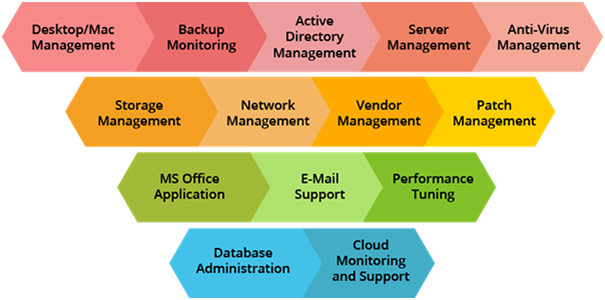 Desktop/Mac
Management
Backup
Monitoring
Active
Directory
Management
Server
Management
Anti-Virus
Management
Storage
Management
Network
Management
Vendor
Management
Patch
Management
MS Office
Application
E-Mail
Support
Performance
Tuning
Database
Administration
Cloud
Monitoring
and Support